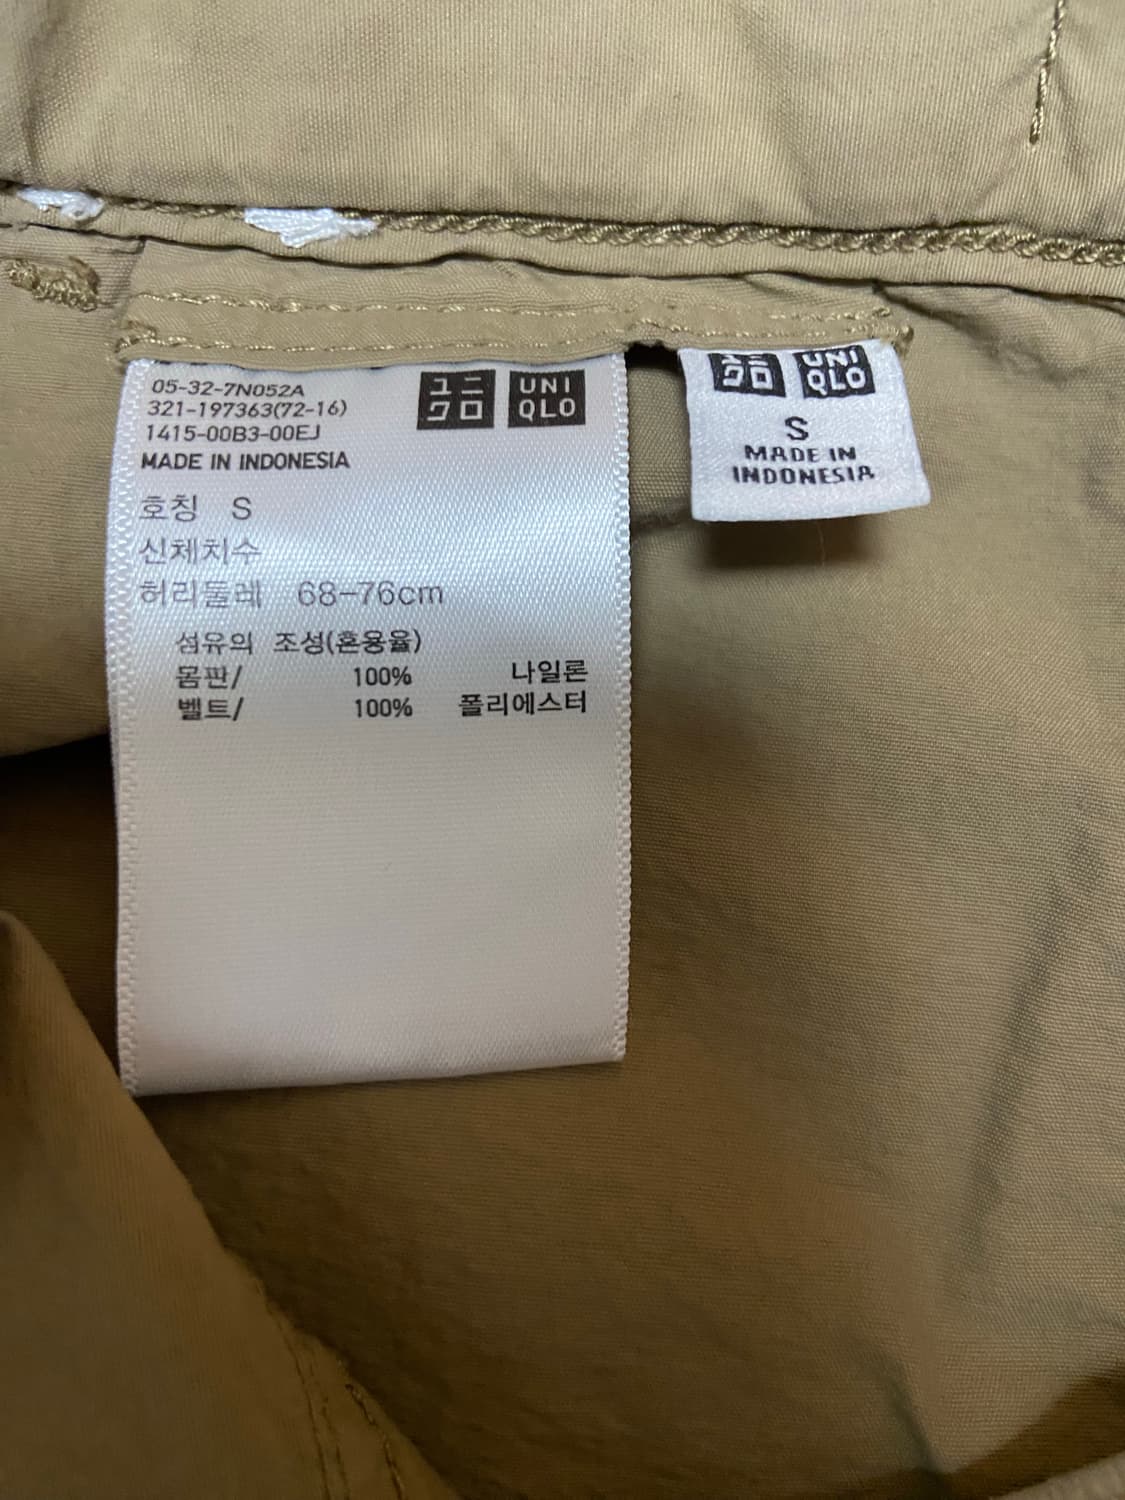 05-32-7N052A
321-197363(72-16)
1415-00B3-00EJ
MADE IN INDONESIA
ユニ
クロ
UNI
QLO
호칭 S
신체치수
허리둘레 68-76cm
섬유의 조성(혼용율)
몸판/ 100% 나일론
벨트/ 100% 폴리에스터
ユニ
クロ
UNI
QLO
S
MADE IN
INDONESIA